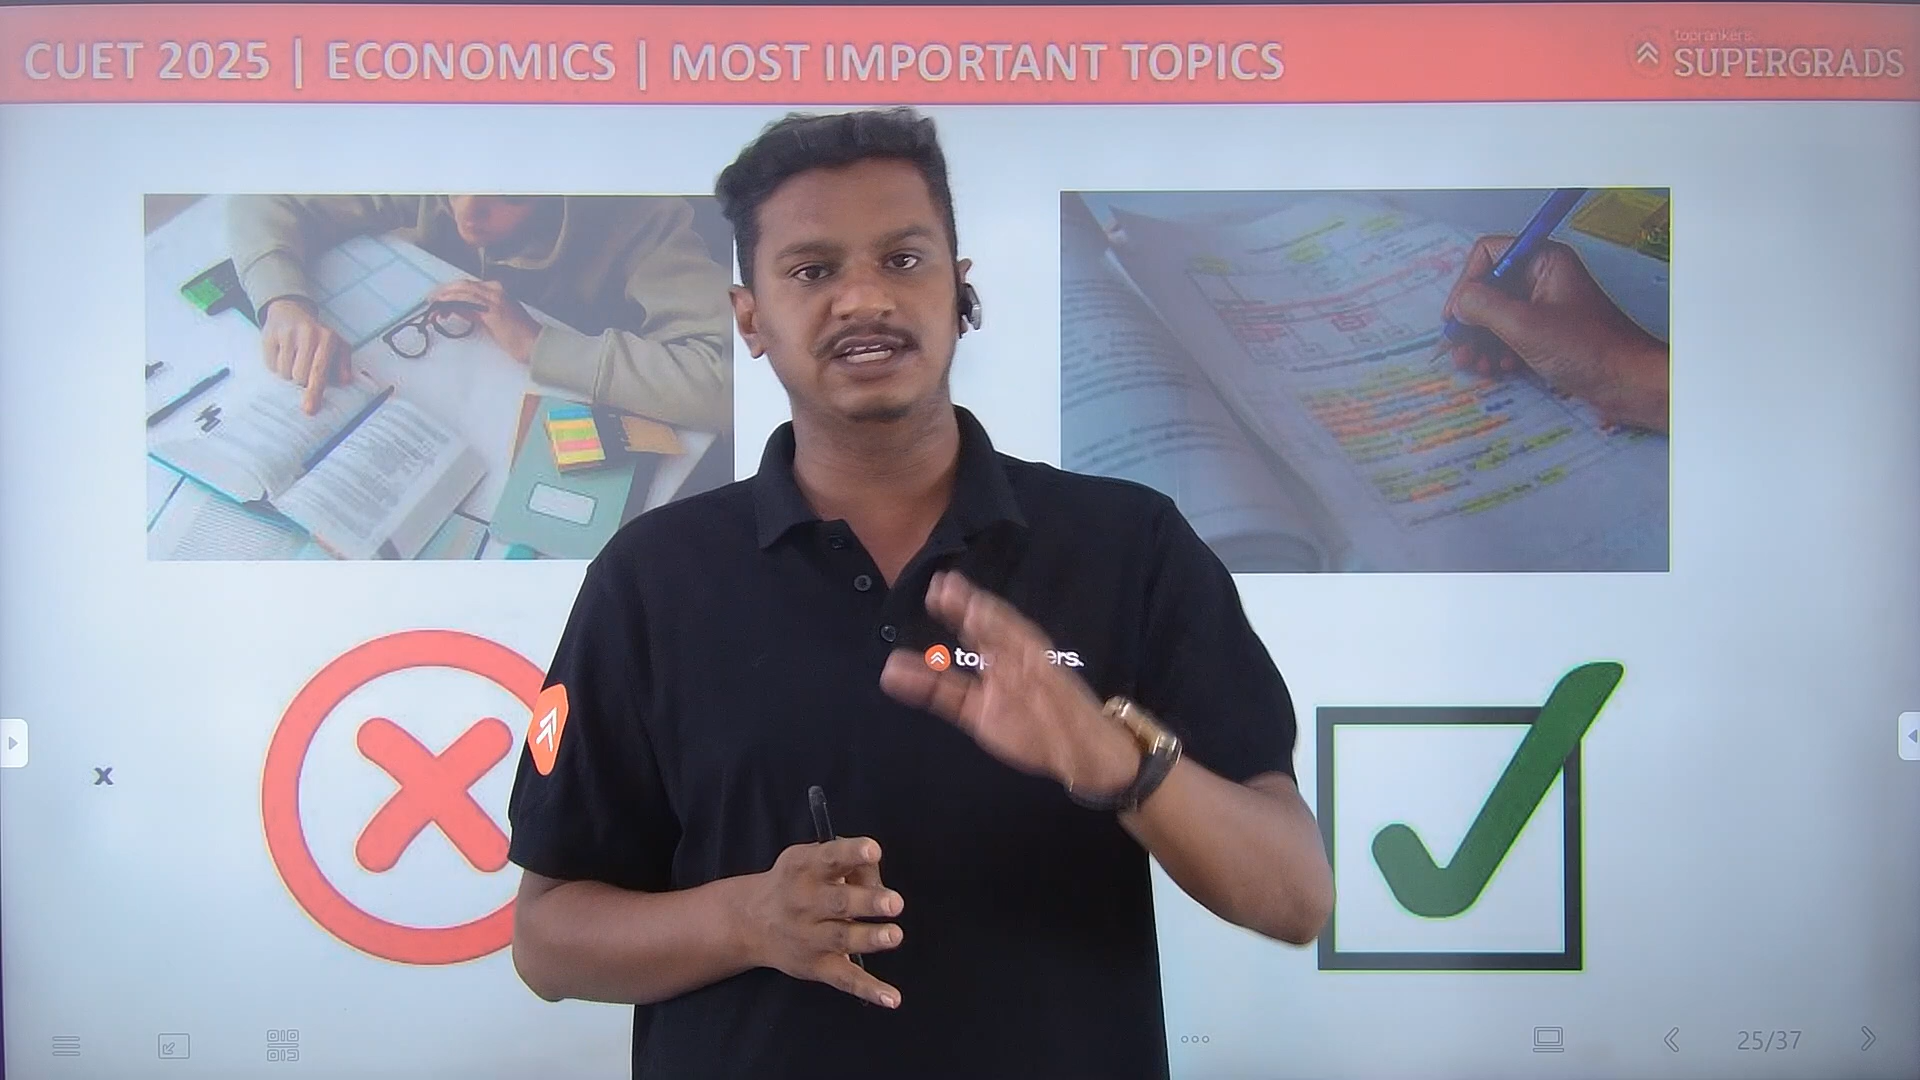 CUET 2025 | ECONOMICS | MOST IMPORTANT TOPICS
toprankers
SUPERGRADS
x
25/37